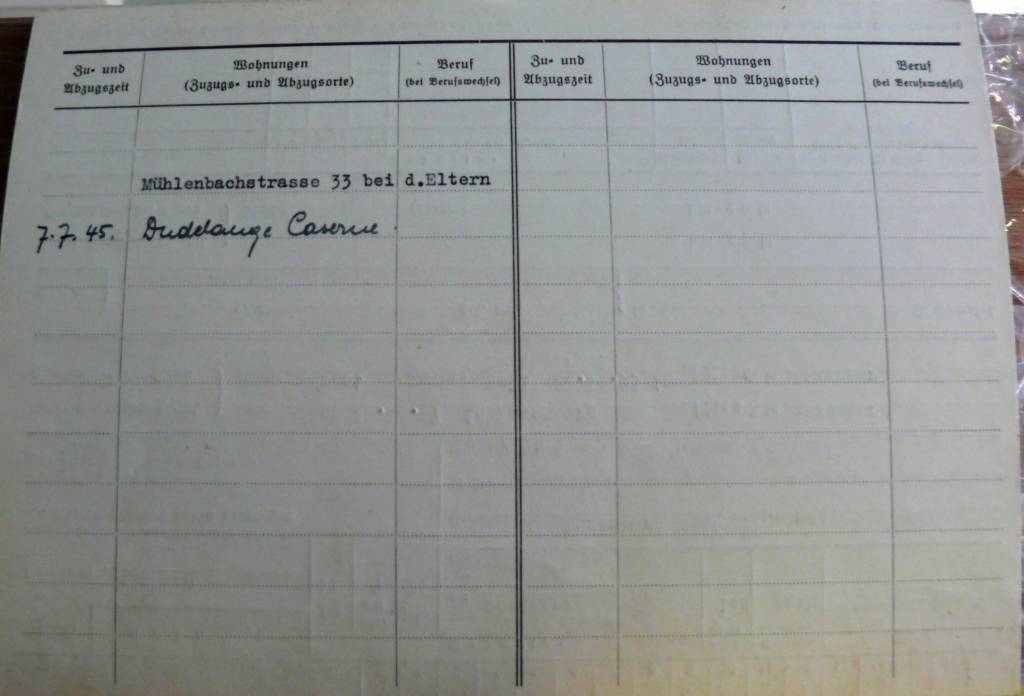 Zu- und Abzugszeit
Wohnungen
(Zuzugs- und Abzugsorte)
Beruf
(bei Berufswechsel)
Zu- und Abzugszeit
Wohnungen
(Zuzugs- und Abzugsorte)
Beruf
(bei Berufswechsel)
Mühlenbachstrasse 33 bei d.Eltern
7.7.45. Dudelange Caserne